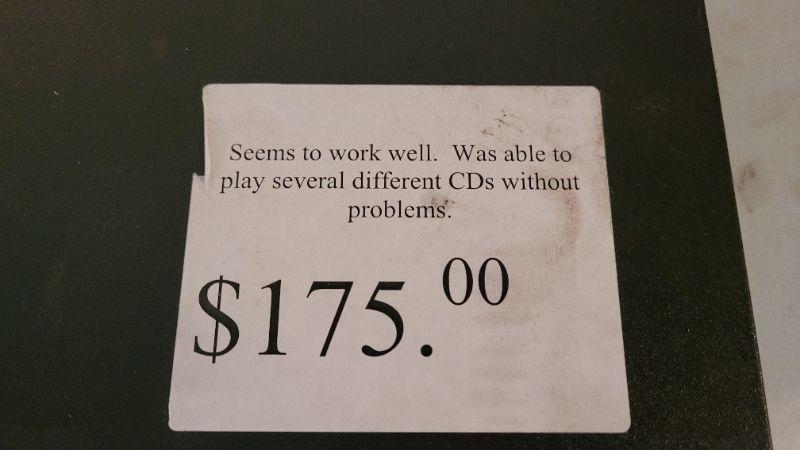 Seems to work well. Was able to
play several different CDs without
problems.
$175.00